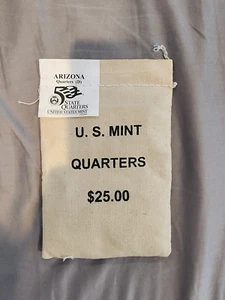 ARIZONA
Quarters (D)
50
STATE
QUARTERS
UNITED STATES MINT
U. S. MINT
QUARTERS
$25.00